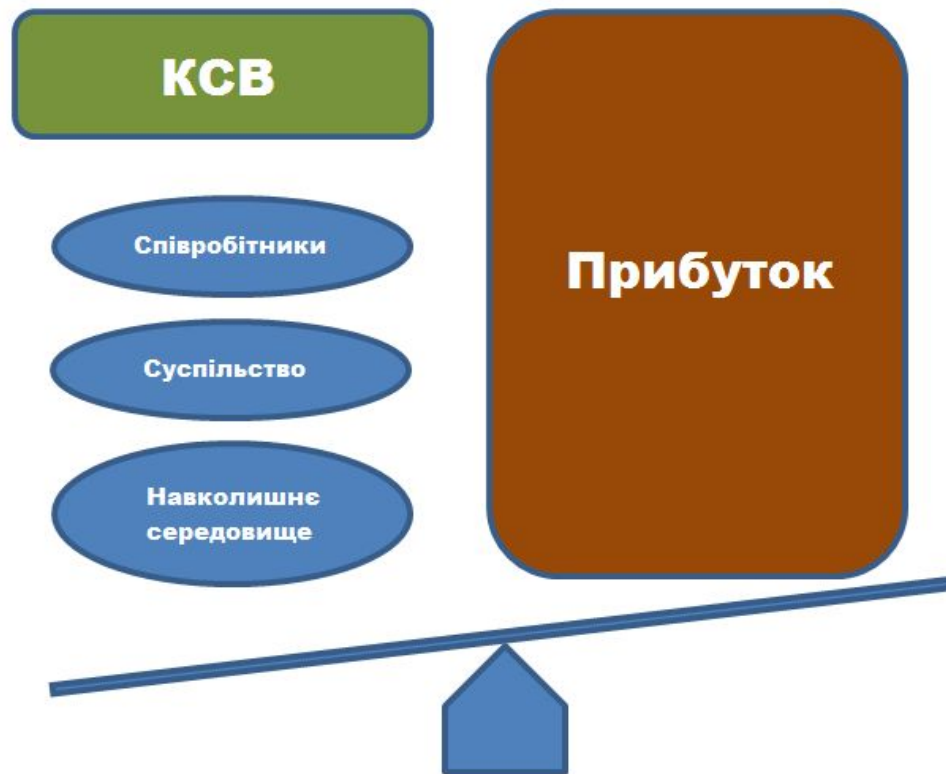 КСВ
Співробітники
Суспільство
Навколишнє
середовище
Прибуток